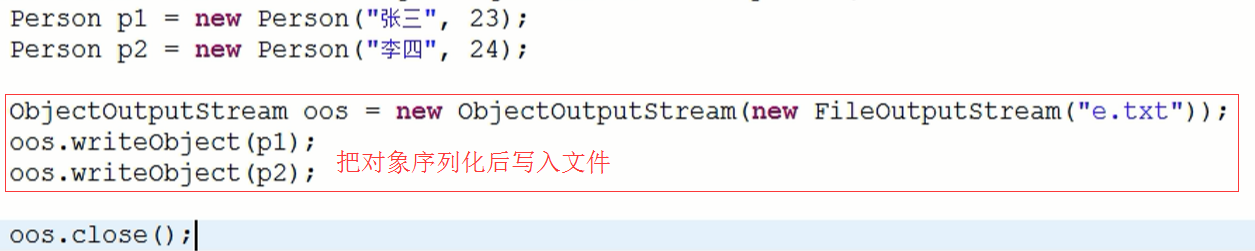 Person p1 = new Person("张三", 23);
Person p2 = new Person("李四", 24);
ObjectOutputStream oos = new ObjectOutputStream(new FileOutputStream("e.txt"));
oos.writeObject(p1);
oos.writeObject(p2);
把对象序列化后写入文件
oos.close();